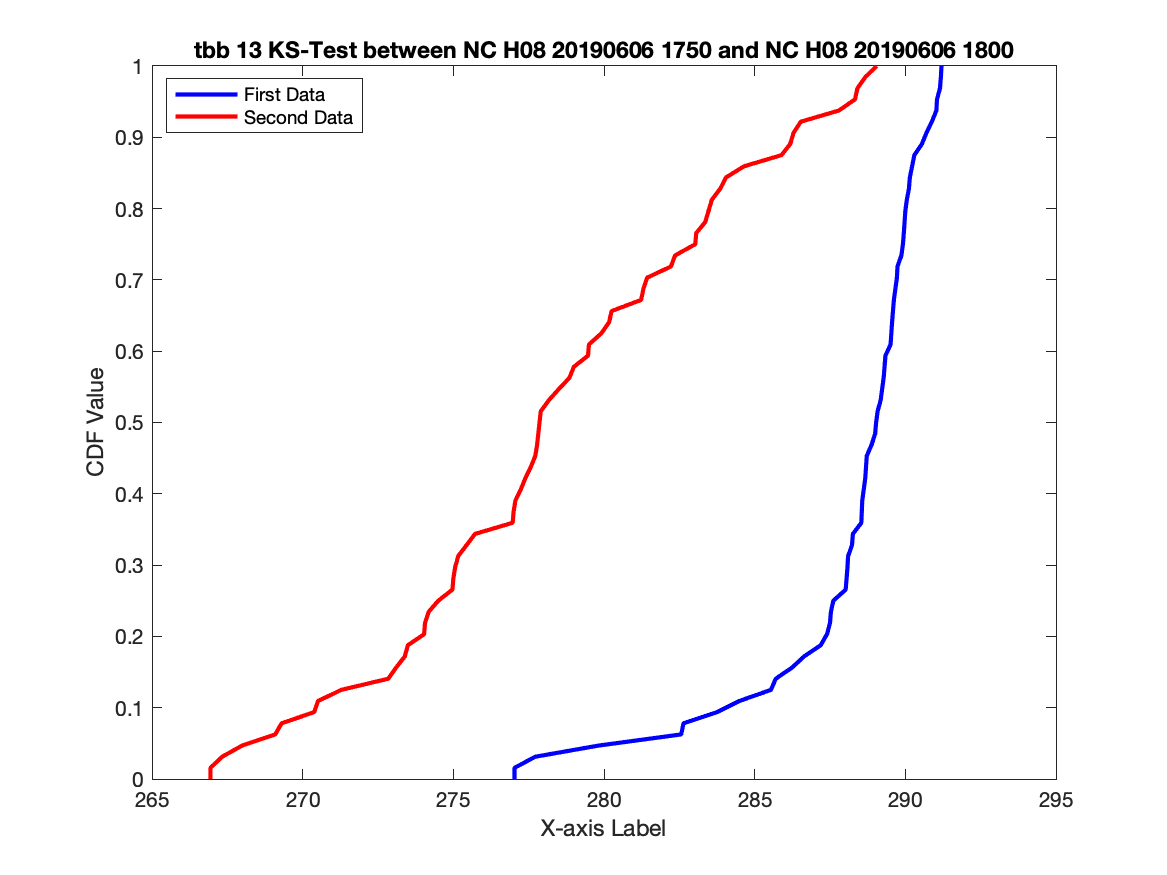 tbb 13 KS-Test between NC H08 20190606 1750 and NC H08 20190606 1800
First Data
Second Data
1
0.9
0.8
0.7
0.6
0.5
0.4
0.3
0.2
0.1
0
CDF Value
265 270 275 280 285 290 295
X-axis Label